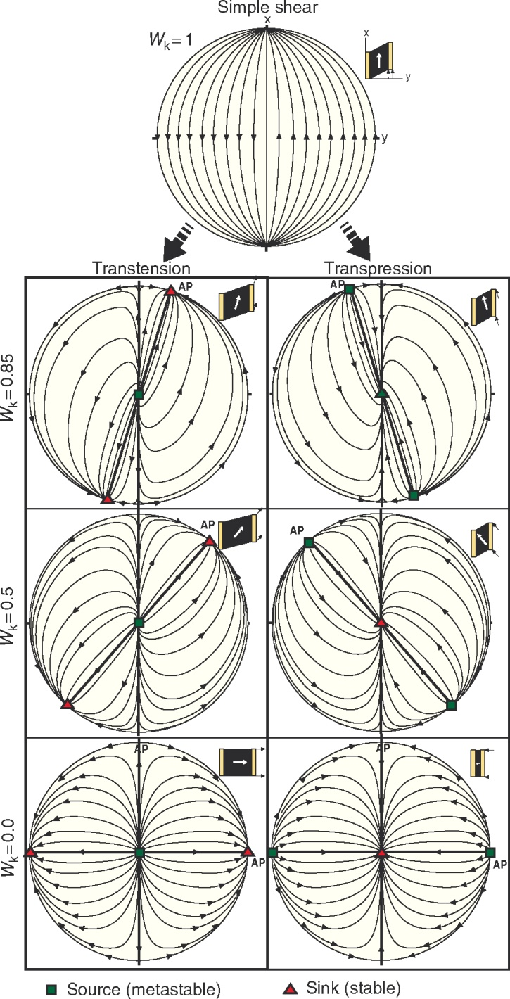 Simple shear
x
Wk = 1
x
y
y
Transtension
Transpression
Wk = 0.85
AP
AP
Wk = 0.5
AP
AP
Wk = 0.0
AP
AP
AP
AP
Source (metastable)
Sink (stable)